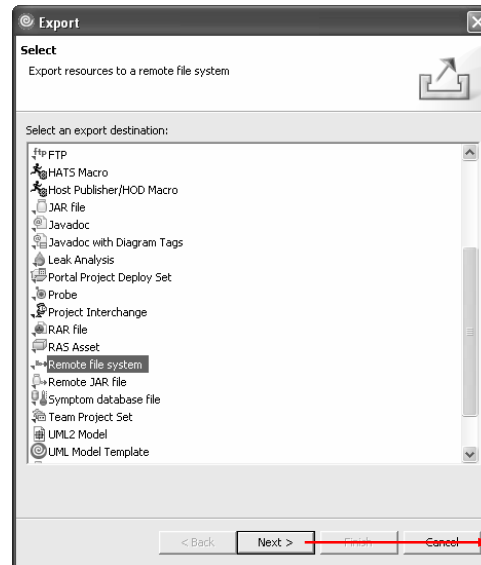 Export
Select
Export resources to a remote file system
Select an export destination:
ftp FTP
HATS Macro
Host Publisher/HOD Macro
JAR file
Javadoc
Javadoc with Diagram Tags
Leak Analysis
Portal Project Deploy Set
Probe
Project Interchange
RAR file
RAS Asset
Remote file system
Remote JAR file
Symptom database file
Team Project Set
UML2 Model
UML Model Template
< Back Next > Finish Cancel